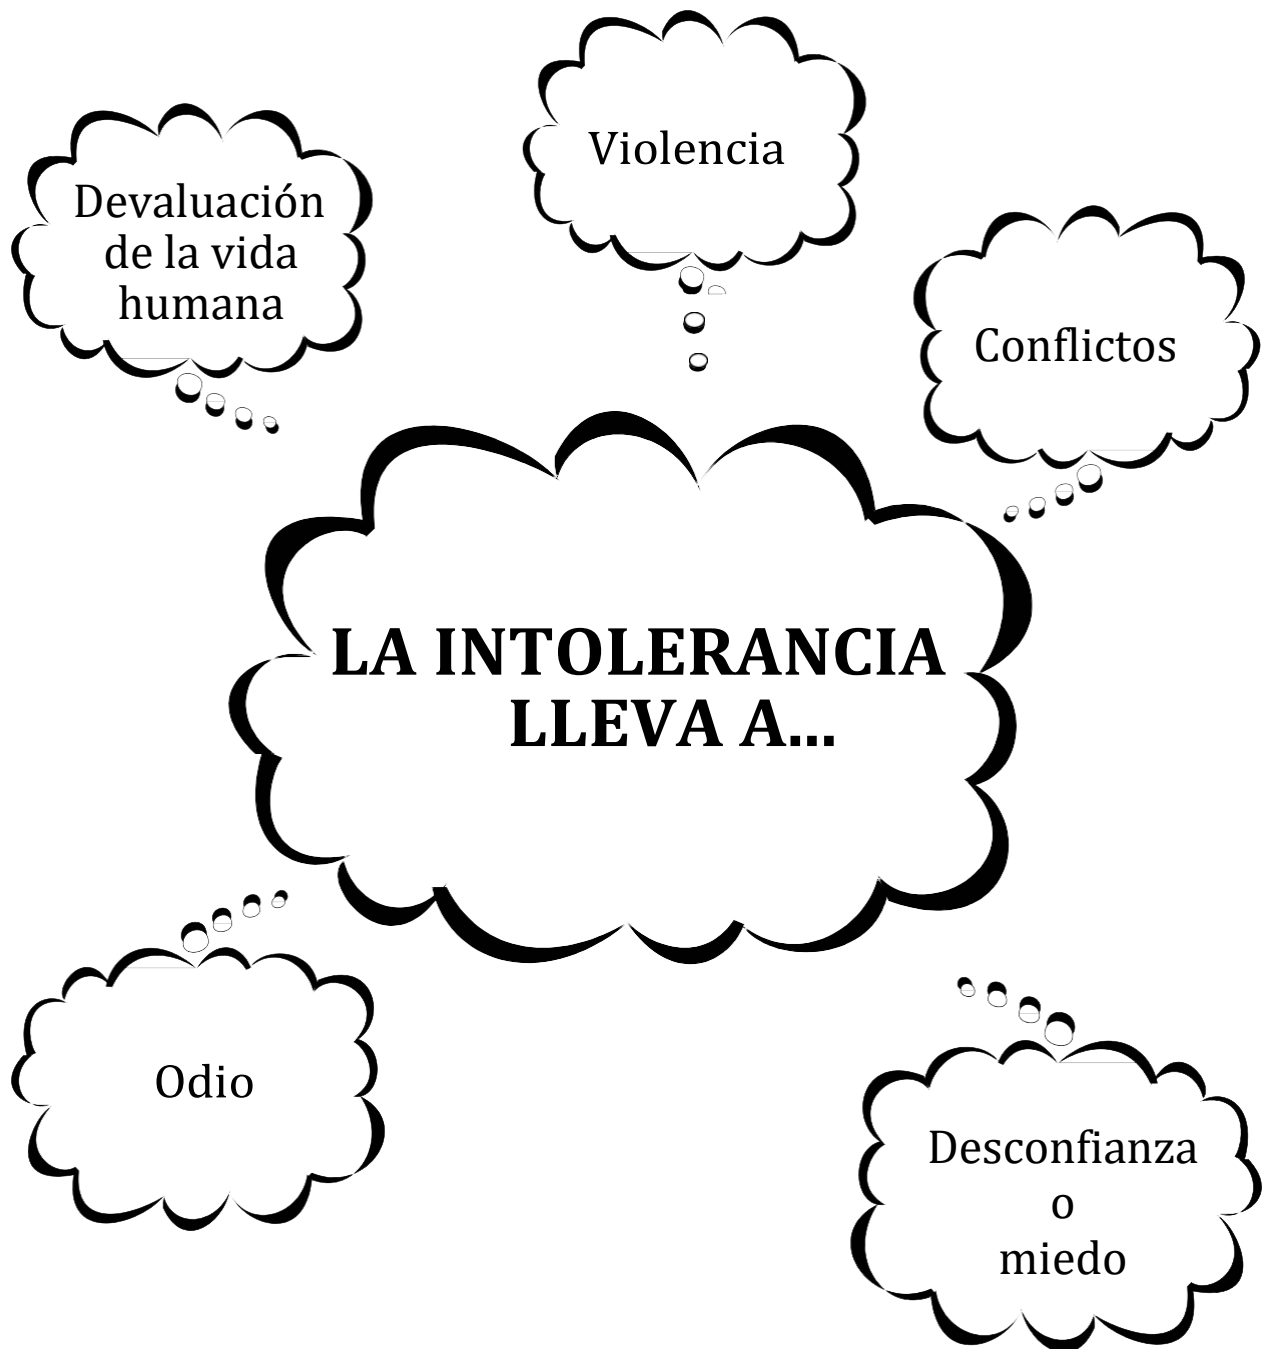 Violencia
Devaluación
de la vida
humana
Conflictos
LA INTOLERANCIA
LLEVA A...
Odio
Desconfianza
o
miedo